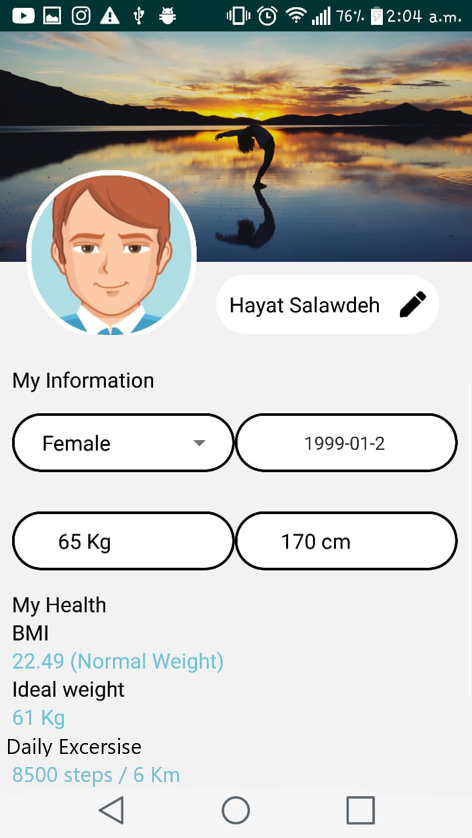 76% 2:04 a.m.
Hayat Salawdeh
My Information
Female 1999-01-2
65 Kg 170 cm
My Health
BMI
22.49 (Normal Weight)
Ideal weight
61 Kg
Daily Excersise
8500 steps / 6 Km